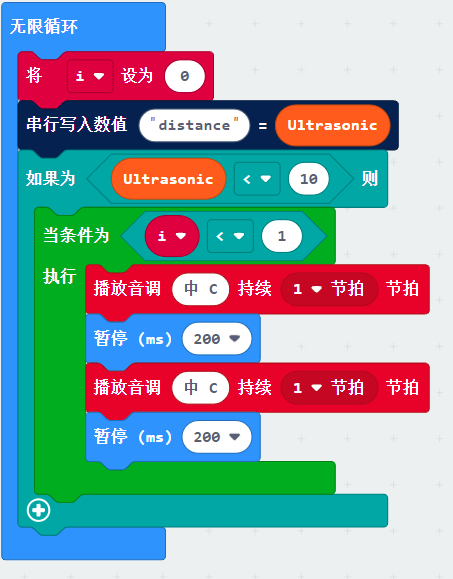 无限循环
将 i 设为 0
串行写入数值 "distance" = Ultrasonic
如果为 Ultrasonic < 10 则
当条件为 i < 1
执行
播放音调 中 C 持续 1 节拍 节拍
暂停 (ms) 200
播放音调 中 C 持续 1 节拍 节拍
暂停 (ms) 200